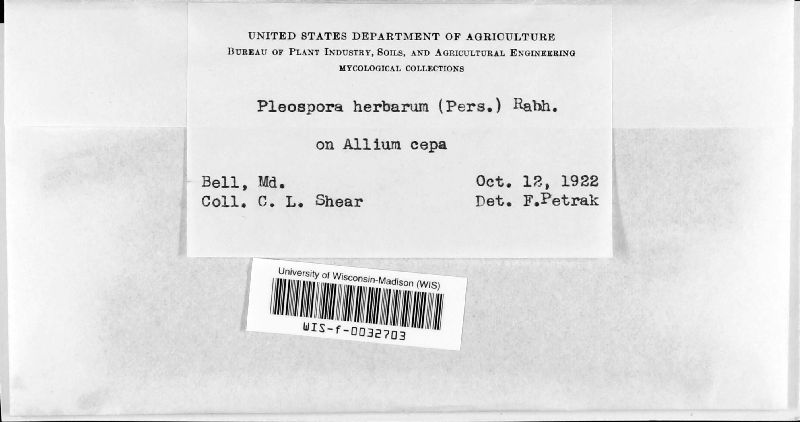 UNITED STATES DEPARTMENT OF AGRICULTURE
BUREAU OF PLANT INDUSTRY, SOILS, AND AGRICULTURAL ENGINEERING
MYCOLOGICAL COLLECTIONS
Pleospora herbarum (Pers.) Rabh.
on Allium cepa
Bell, Md. Oct. 12, 1922
Coll. C. L. Shear Det. F.Petrak
University of Wisconsin-Madison (WIS)
WIS-f-0032703